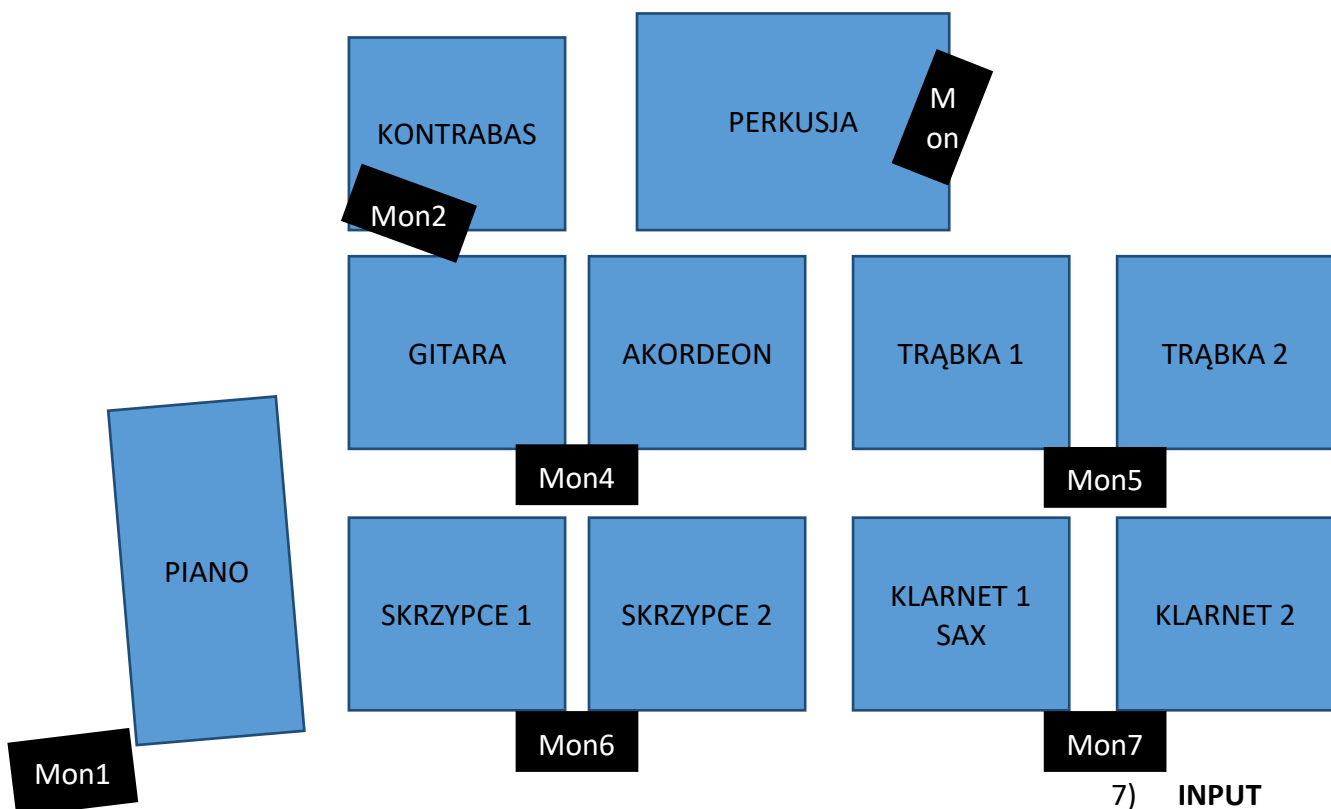 KONTRABAS
PERKUSJA
M
on
Mon2
GITARA
AKORDEON
TRĄBKA 1
TRĄBKA 2
Mon4
Mon5
PIANO
SKRZYPCE 1
SKRZYPCE 2
KLARNET 1
SAX
KLARNET 2
Mon6
Mon7
Mon1
7) INPUT